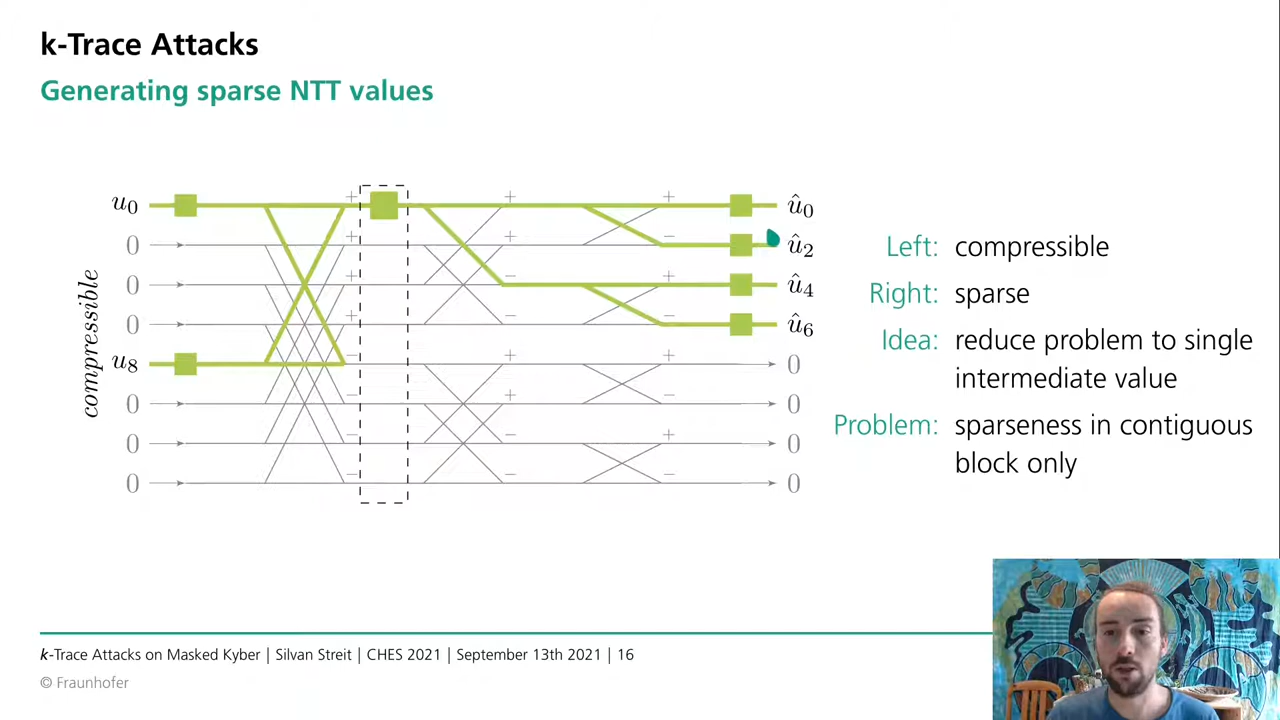 k-Trace Attacks
Generating sparse NTT values
compressible
u0 + + + û0
0 + + − û2
0 + − + û4
0 + − − û6
u8 − + + 0
0 − + − 0
0 − − + 0
0 − − − 0
Left: compressible
Right: sparse
Idea: reduce problem to single
intermediate value
Problem: sparseness in contiguous
block only
k-Trace Attacks on Masked Kyber | Silvan Streit | CHES 2021 | September 13th 2021 | 16
© Fraunhofer